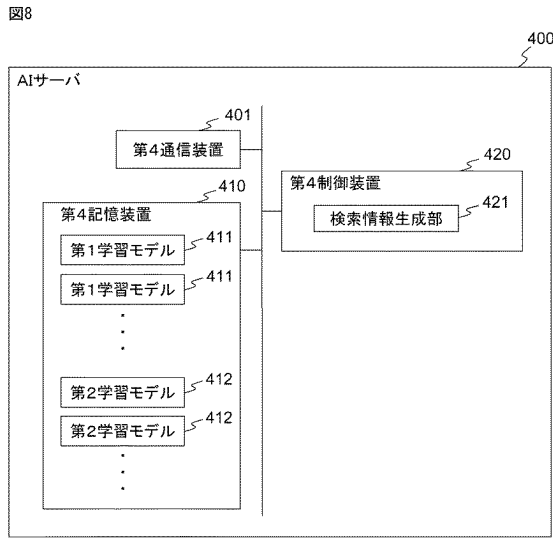 図8
400
AIサーバ
401
第4通信装置
420
第4制御装置
421
検索情報生成部
410
第4記憶装置
411
第1学習モデル
411
第1学習モデル
412
第2学習モデル
412
第2学習モデル